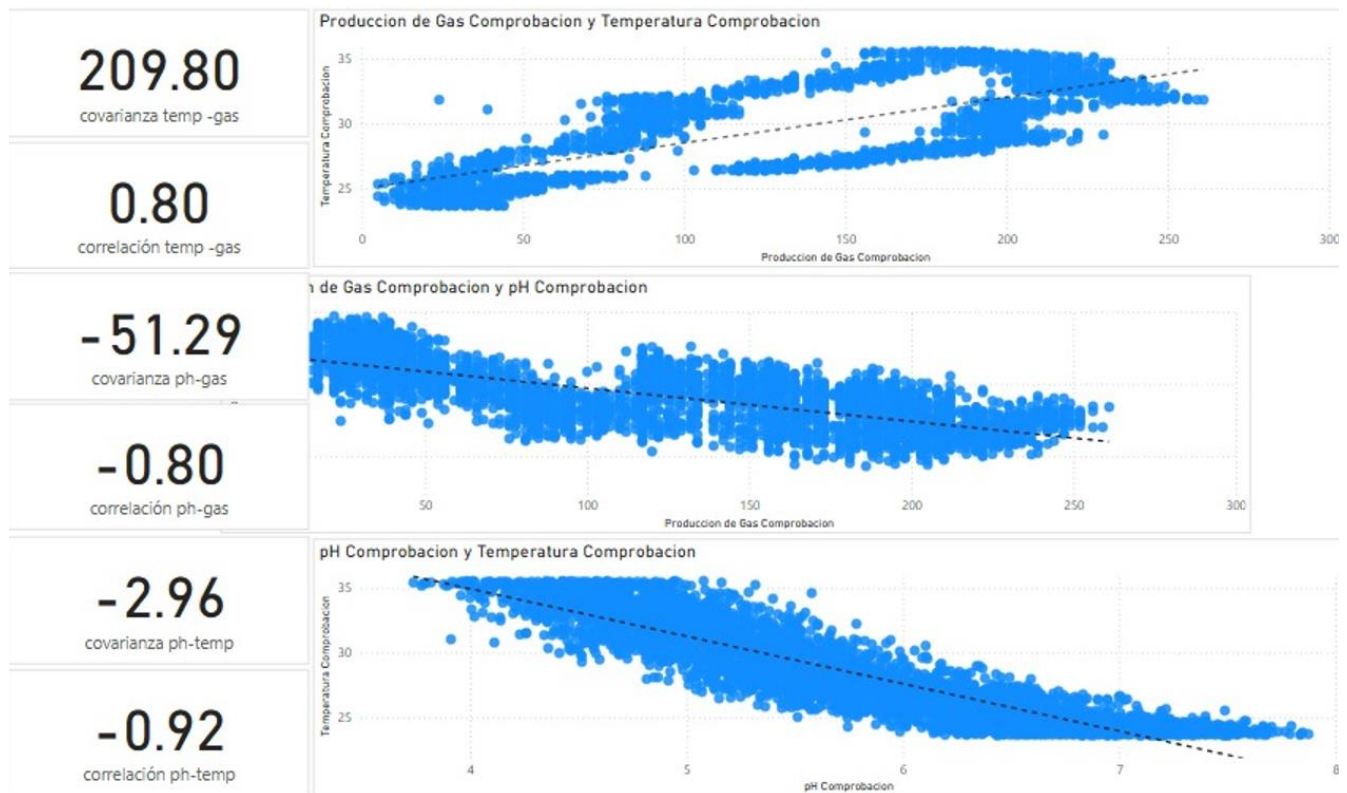 209.80
covarianza temp -gas
0.80
correlación temp -gas
-51.29
covarianza ph-gas
-0.80
correlación ph-gas
-2.96
covarianza ph-temp
-0.92
correlación ph-temp
Produccion de Gas Comprobacion y Temperatura Comprobacion
Temperatura Comprobacion
35
30
25
0 50 100 150 200 250 300
Produccion de Gas Comprobacion
n de Gas Comprobacion y pH Comprobacion
50 100 150 200 250 300
Produccion de Gas Comprobacion
pH Comprobacion y Temperatura Comprobacion
Temperatura Comprobacion
35
30
25
4 5 6 7 8
pH Comprobacion